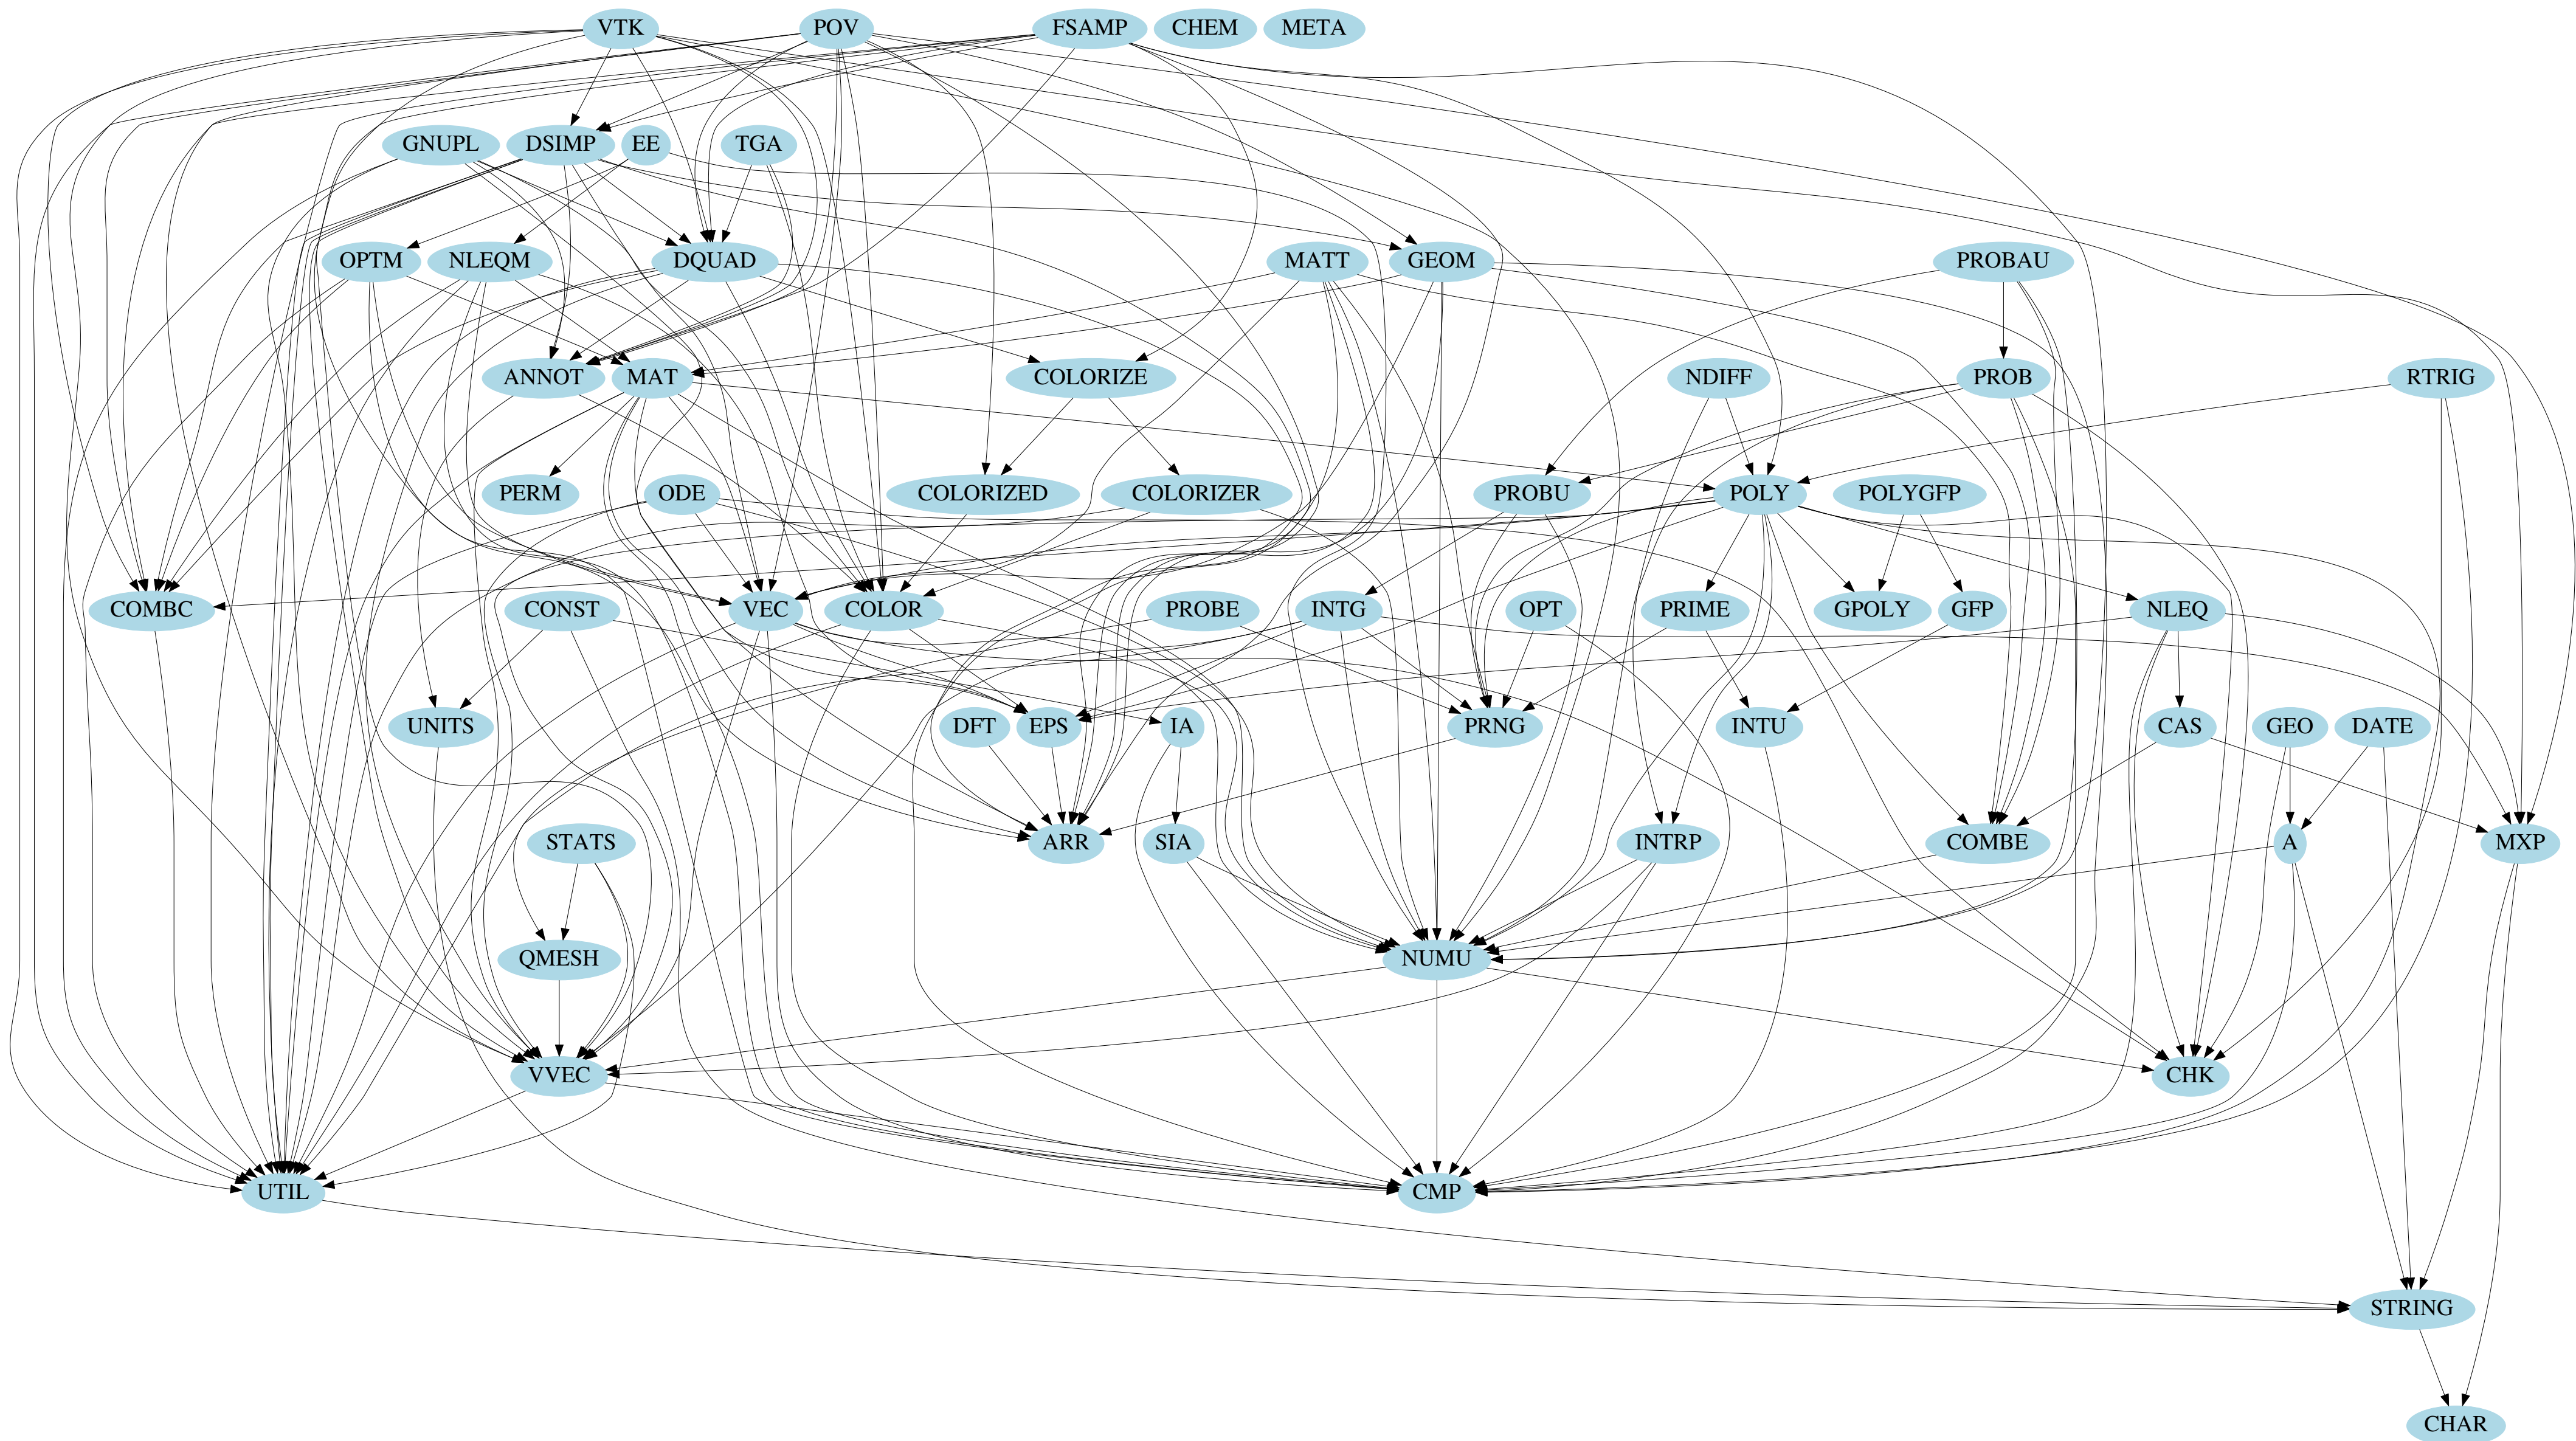 VTK POV FSAMP CHEM META
GNUPL DSIMP EE TGA
OPTM NLEQM DQUAD MATT GEOM PROBAU
ANNOT MAT COLORIZE NDIFF PROB RTRIG
PERM ODE COLORIZED COLORIZER PROBU POLY POLYGFP
COMBC CONST VEC COLOR PROBE INTG OPT PRIME GPOLY GFP NLEQ
UNITS DFT EPS IA PRNG INTU CAS GEO DATE
STATS ARR SIA INTRP COMBE A MXP
QMESH NUMU
VVEC CHK
UTIL CMP
STRING
CHAR